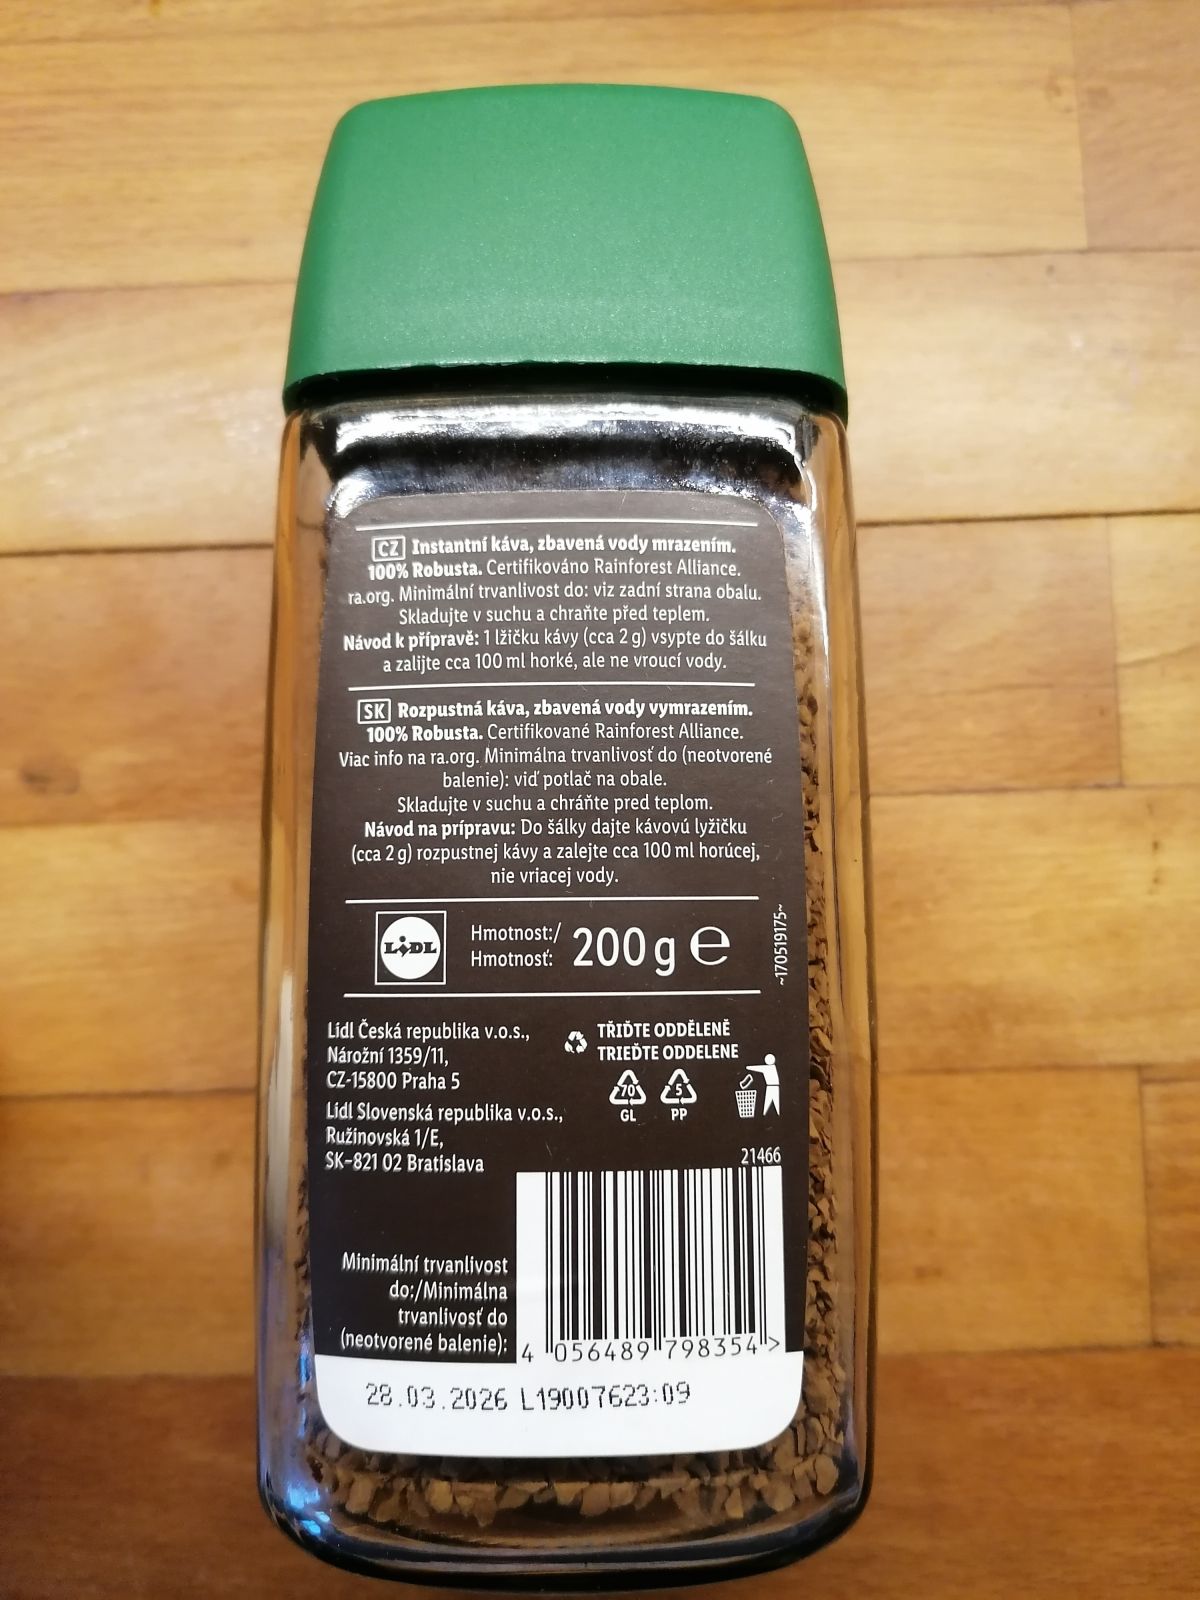 CZ Instantní káva, zbavená vody mrazením.
100% Robusta. Certifikováno Rainforest Alliance.
ra.org. Minimální trvanlivost do: viz zadní strana obalu.
Skladujte v suchu a chraňte před teplem.
Návod k přípravě: 1 lžičku kávy (cca 2 g) vsypte do šálku
a zalijte cca 100 ml horké, ale ne vroucí vody.
SK Rozpustná káva, zbavená vody vymrazením.
100% Robusta. Certifikované Rainforest Alliance.
Viac info na ra.org. Minimálna trvanlivosť do (neotvorené
balenie): viď potlač na obale.
Skladujte v suchu a chráňte pred teplom.
Návod na prípravu: Do šálky dajte kávovú lyžičku
(cca 2 g) rozpustnej kávy a zalejte cca 100 ml horúcej,
nie vriacej vody.
LIDL
Hmotnost:/
Hmotnosť:
200 g e
~170519175~
Lidl Česká republika v.o.s.,
Nárožní 1359/11,
CZ-15800 Praha 5
Lidl Slovenská republika v.o.s.,
Ružinovská 1/E,
SK-821 02 Bratislava
TŘIĎTE ODDĚLENĚ
TRIEĎTE ODDELENE
70 5
GL PP
21466
Minimální trvanlivost
do:/Minimálna
trvanlivosť do
(neotvorené balenie):
4 056489 798354 >
28.03.2026 L19007623:09